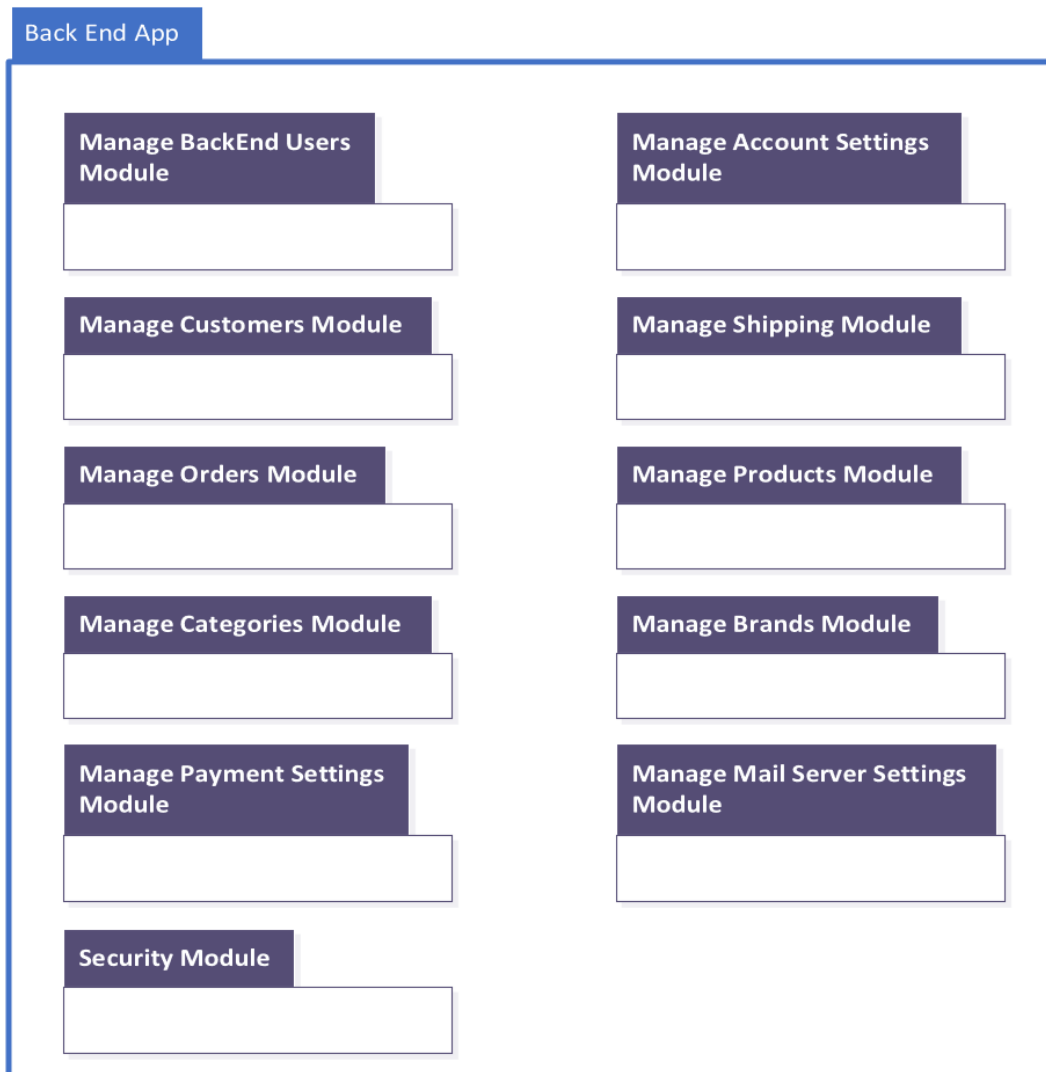 Back End App
Manage BackEnd Users
Module
Manage Account Settings
Module
Manage Customers Module
Manage Shipping Module
Manage Orders Module
Manage Products Module
Manage Categories Module
Manage Brands Module
Manage Payment Settings
Module
Manage Mail Server Settings
Module
Security Module